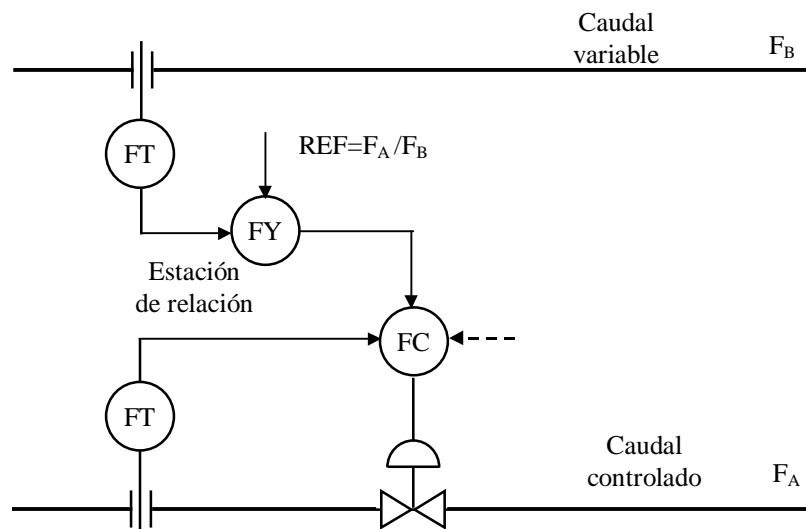 Caudal
variable
F_B
FT
REF=F_A/F_B
FY
Estación
de relación
FC
FT
Caudal
controlado
F_A